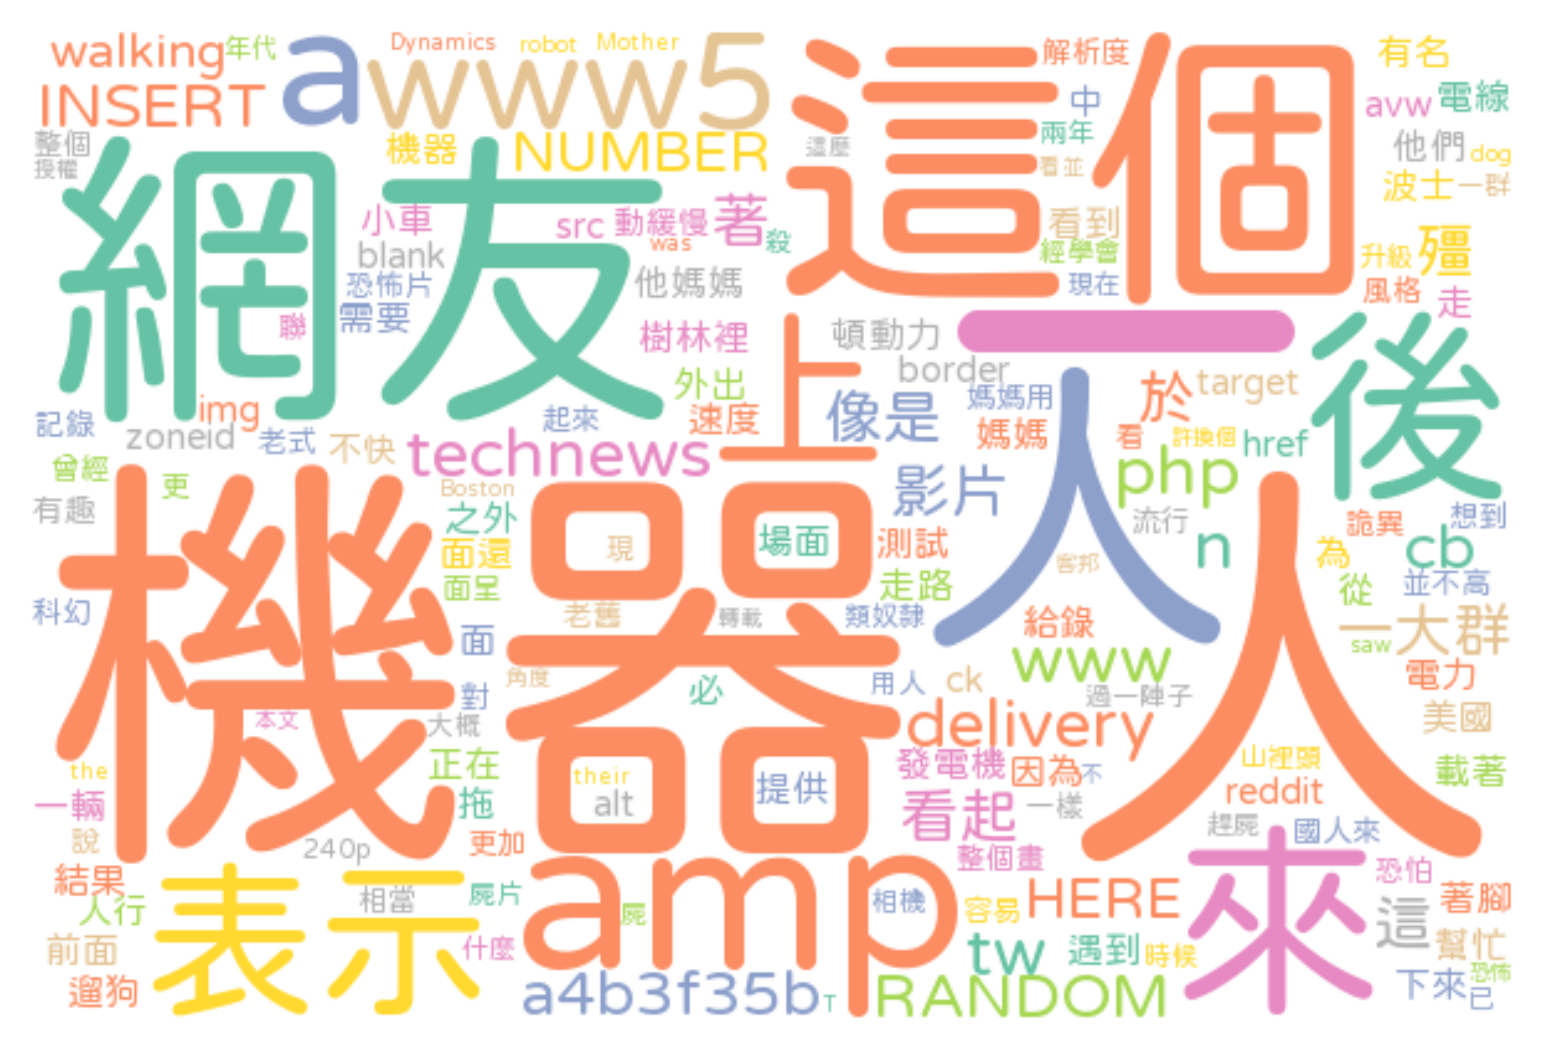 walking
年代
a
Dynamics
robot
Mother
www5
這個
解析度
有名
INSERT
中
avw
電線
整個
授權
機器
NUMBER
這麼
兩年
看並
他們
dog
波士
一群
網友
小車
src
動緩慢
著
was
殺
看到
經學會
殭
blank
恐怖片
他媽媽
現在
升級
風格
走
需要
聯
樹林裡
上
頓動力
一
後
border
外出
媽媽用
於
target
img
記錄
zoneid
老式
不快
起來
速度
像是
媽媽
人
看
許換個
href
曾經
technews
更
Boston
影片
php
有趣
之外
流行
詭異
想到
機器人
現
場面
測試
n
為
cb
面還
面呈
走路
客邦
從
並不高
科幻
老舊
轉載
類奴隸
給錄
一大群
saw
面
www
電力
角度
必
用人
ck
過一陣子
對
本文
大概
delivery
美國
the
正在
their
提供
發電機
因為
不
山裡頭
載著
一輛
拖
alt
看起
一樣
reddit
說
240p
更加
整個畫
趕屍
國人來
結果
表示
amp
來
恐怕
人行
相當
屍片
屍
相機
容易
HERE
這
著腳
前面
什麼
tw
遇到
時候
幫忙
遛狗
a4b3f35b
T
RANDOM
下來
恐怖
已